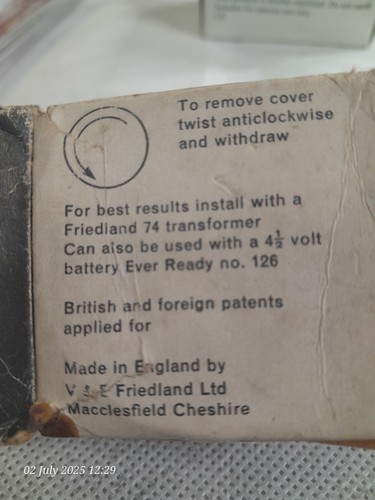 To remove cover
twist anticlockwise
and withdraw
For best results install with a
Friedland 74 transformer
Can also be used with a 4½ volt
battery Ever Ready no. 126
British and foreign patents
applied for
Made in England by
V & E Friedland Ltd
Macclesfield Cheshire
02 July 2025 12:29